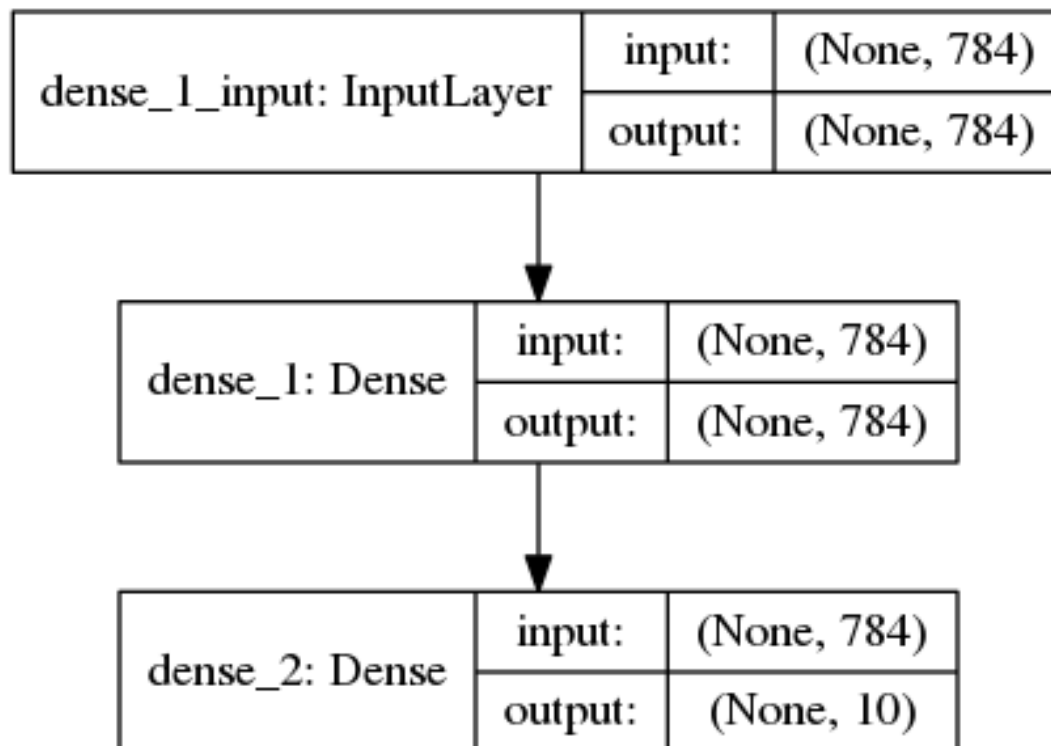 dense_1_input: InputLayer
input: (None, 784)
output: (None, 784)
dense_1: Dense
input: (None, 784)
output: (None, 784)
dense_2: Dense
input: (None, 784)
output: (None, 10)